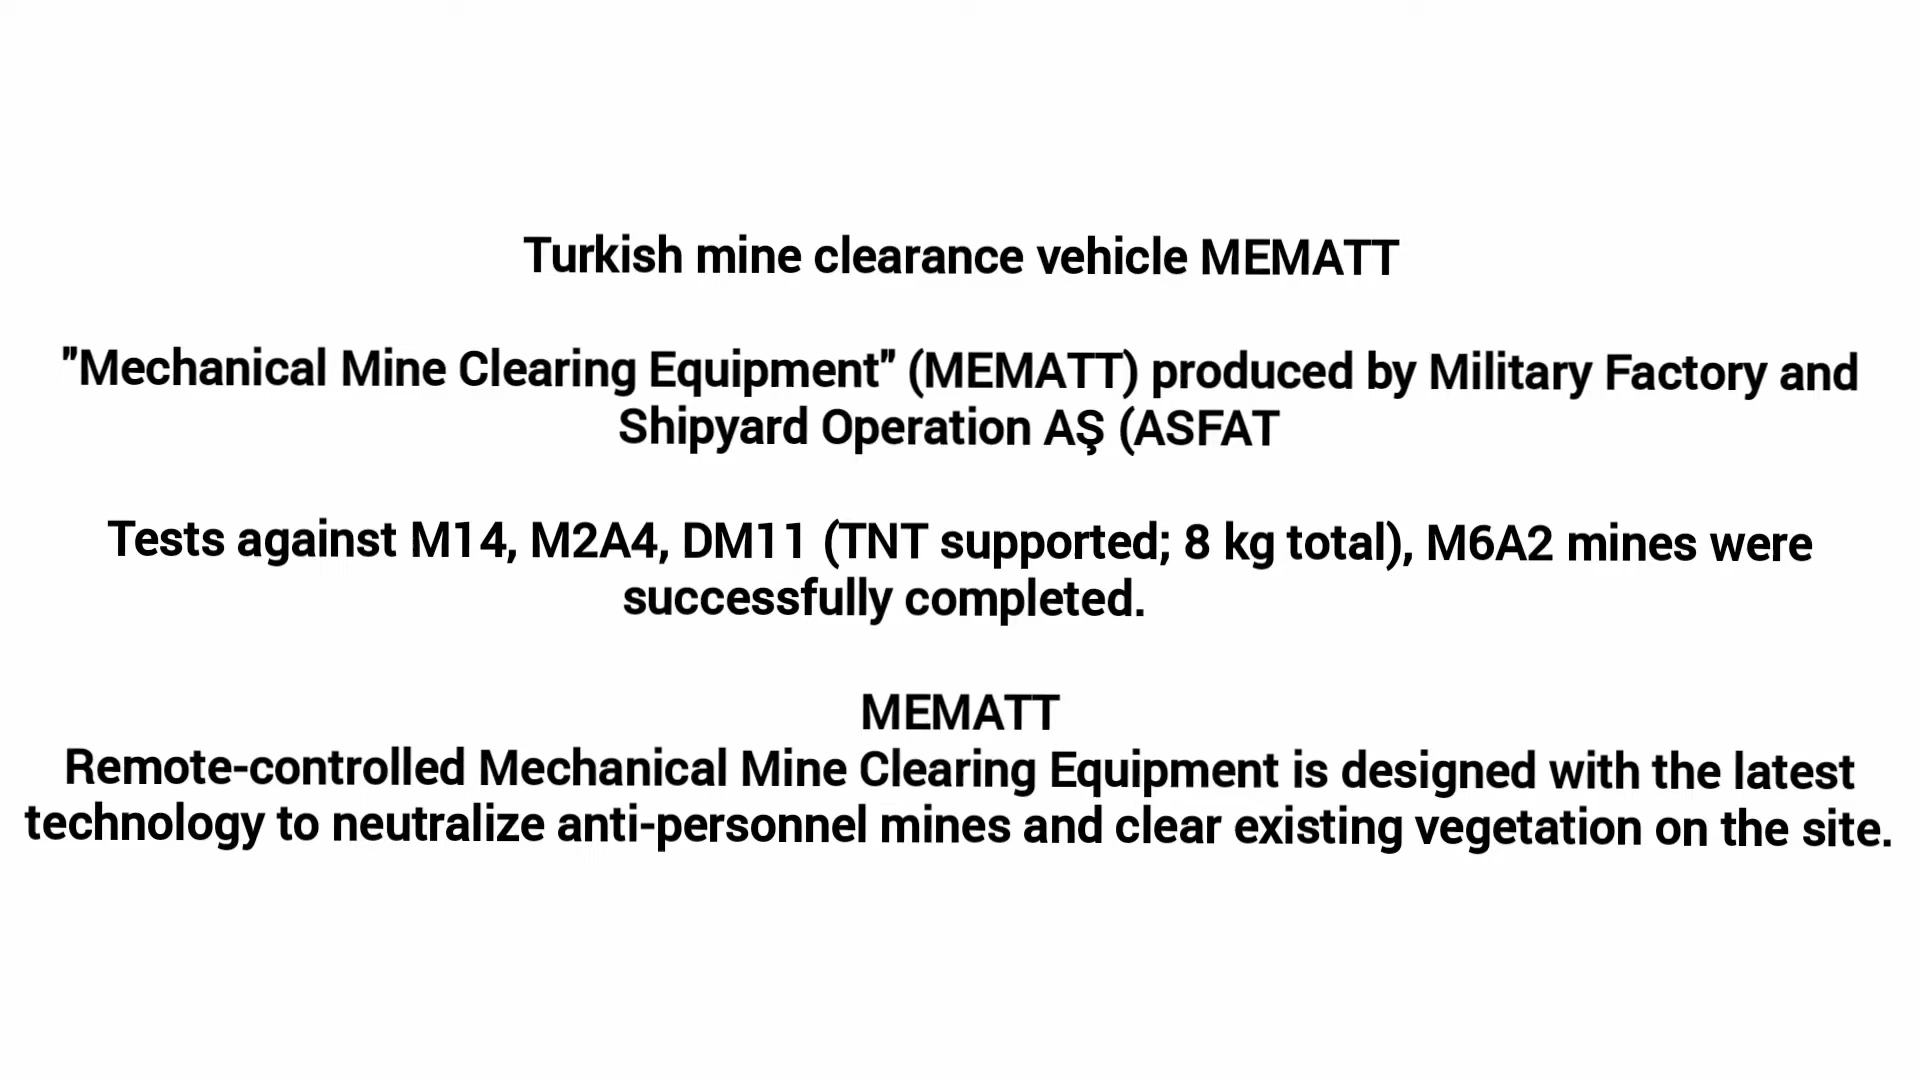 Turkish mine clearance vehicle MEMATT
"Mechanical Mine Clearing Equipment" (MEMATT) produced by Military Factory and
Shipyard Operation AŞ (ASFAT
Tests against M14, M2A4, DM11 (TNT supported; 8 kg total), M6A2 mines were
successfully completed.
MEMATT
Remote-controlled Mechanical Mine Clearing Equipment is designed with the latest
technology to neutralize anti-personnel mines and clear existing vegetation on the site.